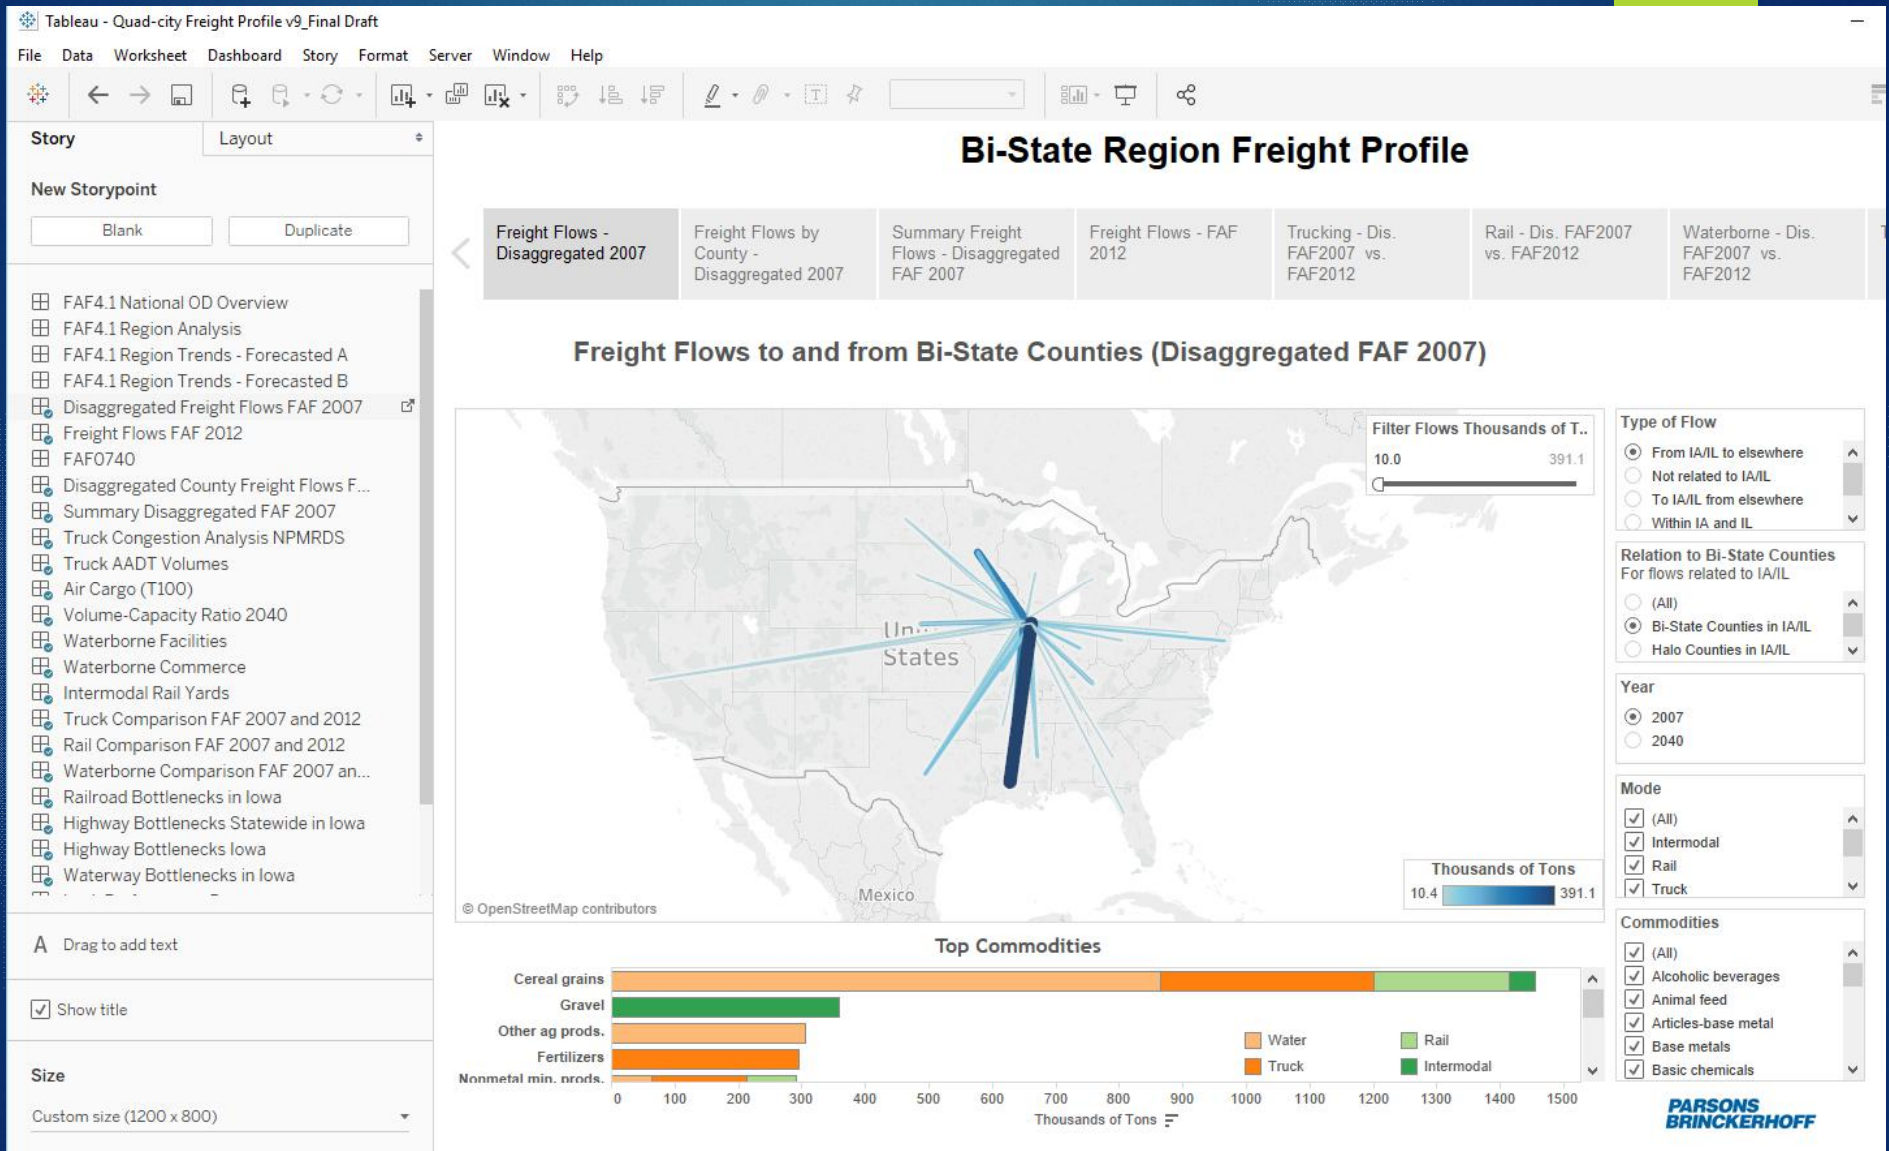 Tableau - Quad-city Freight Profile v9_Final Draft
File Data Worksheet Dashboard Story Format Server Window Help
Story
Layout
New Storypoint
Blank
Duplicate
FAF4.1 National OD Overview
FAF4.1 Region Analysis
FAF4.1 Region Trends - Forecasted A
FAF4.1 Region Trends - Forecasted B
Disaggregated Freight Flows FAF 2007
Freight Flows FAF 2012
FAF0740
Disaggregated County Freight Flows F...
Summary Disaggregated FAF 2007
Truck Congestion Analysis NPMRDS
Truck AADT Volumes
Air Cargo (T100)
Volume-Capacity Ratio 2040
Waterborne Facilities
Waterborne Commerce
Intermodal Rail Yards
Truck Comparison FAF 2007 and 2012
Rail Comparison FAF 2007 and 2012
Waterborne Comparison FAF 2007 an...
Railroad Bottlenecks in Iowa
Highway Bottlenecks Statewide in Iowa
Highway Bottlenecks Iowa
Waterway Bottlenecks in Iowa
A Drag to add text
Show title
Size
Custom size (1200 x 800)
Bi-State Region Freight Profile
Freight Flows -
Disaggregated 2007
Freight Flows by
County -
Disaggregated 2007
Summary Freight
Flows - Disaggregated
FAF 2007
Freight Flows - FAF
2012
Trucking - Dis.
FAF2007 vs.
FAF2012
Rail - Dis. FAF2007
vs. FAF2012
Waterborne - Dis.
FAF2007 vs.
FAF2012
Freight Flows to and from Bi-State Counties (Disaggregated FAF 2007)
Filter Flows Thousands of T..
10.0 391.1
States
Mexico
© OpenStreetMap contributors
Thousands of Tons
10.4 391.1
Type of Flow
From IA/IL to elsewhere
Not related to IA/IL
To IA/IL from elsewhere
Within IA and IL
Relation to Bi-State Counties
For flows related to IA/IL
(All)
Bi-State Counties in IA/IL
Halo Counties in IA/IL
Year
2007
2040
Mode
(All)
Intermodal
Rail
Truck
Commodities
(All)
Alcoholic beverages
Animal feed
Articles-base metal
Base metals
Basic chemicals
Top Commodities
Cereal grains
Gravel
Other ag prods.
Fertilizers
Nonmetal min. prods.
Water
Rail
Truck
Intermodal
0 100 200 300 400 500 600 700 800 900 1000 1100 1200 1300 1400 1500
Thousands of Tons
PARSONS
BRINCKERHOFF